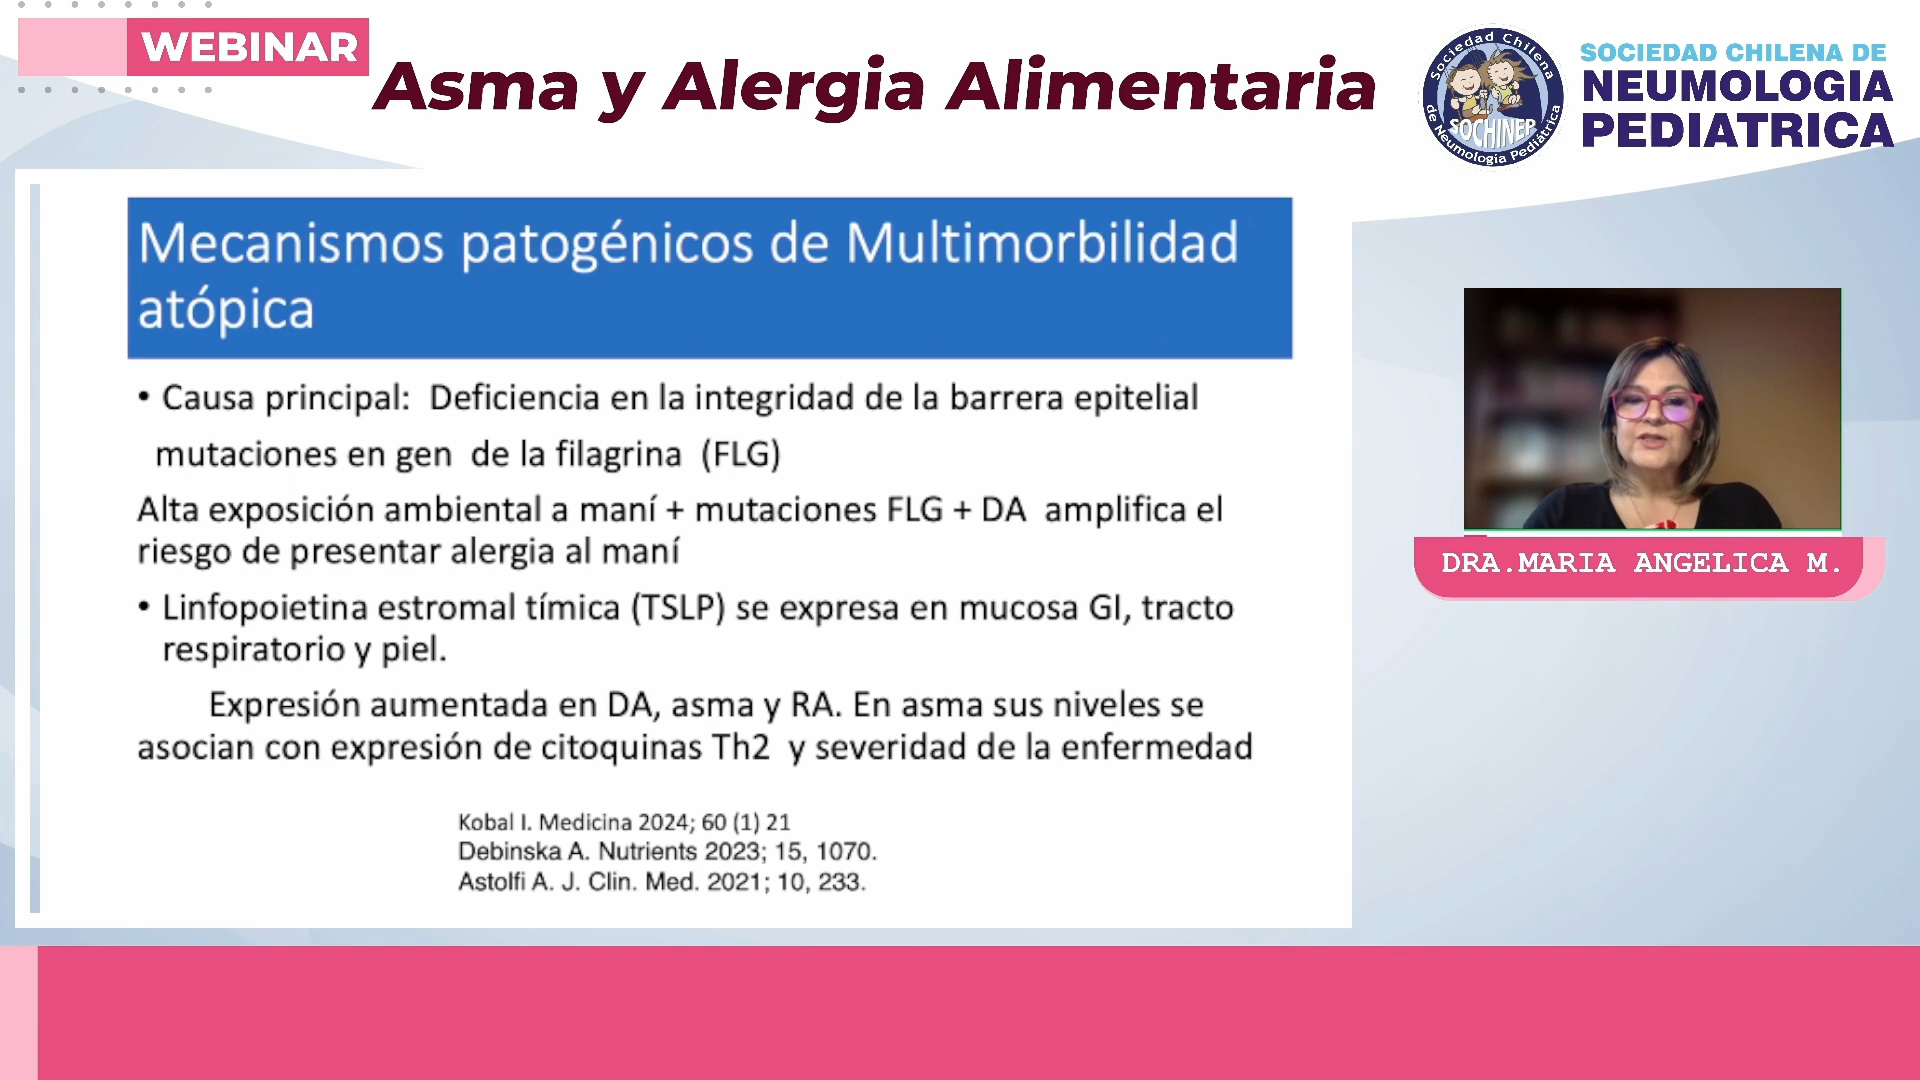 WEBINAR
Asma y Alergia Alimentaria
Sociedad Chilena
de Neumología Pediátrica
SOCHINEP
SOCIEDAD CHILENA DE
NEUMOLOGIA
PEDIATRICA
Mecanismos patogénicos de Multimorbilidad
atópica
• Causa principal: Deficiencia en la integridad de la barrera epitelial
mutaciones en gen de la filagrina (FLG)
Alta exposición ambiental a maní + mutaciones FLG + DA amplifica el
riesgo de presentar alergia al maní
• Linfopoietina estromal tímica (TSLP) se expresa en mucosa GI, tracto
respiratorio y piel.
Expresión aumentada en DA, asma y RA. En asma sus niveles se
asocian con expresión de citoquinas Th2 y severidad de la enfermedad
Kobal I. Medicina 2024; 60 (1) 21
Debinska A. Nutrients 2023; 15, 1070.
Astolfi A. J. Clin. Med. 2021; 10, 233.
DRA.MARIA ANGELICA M.